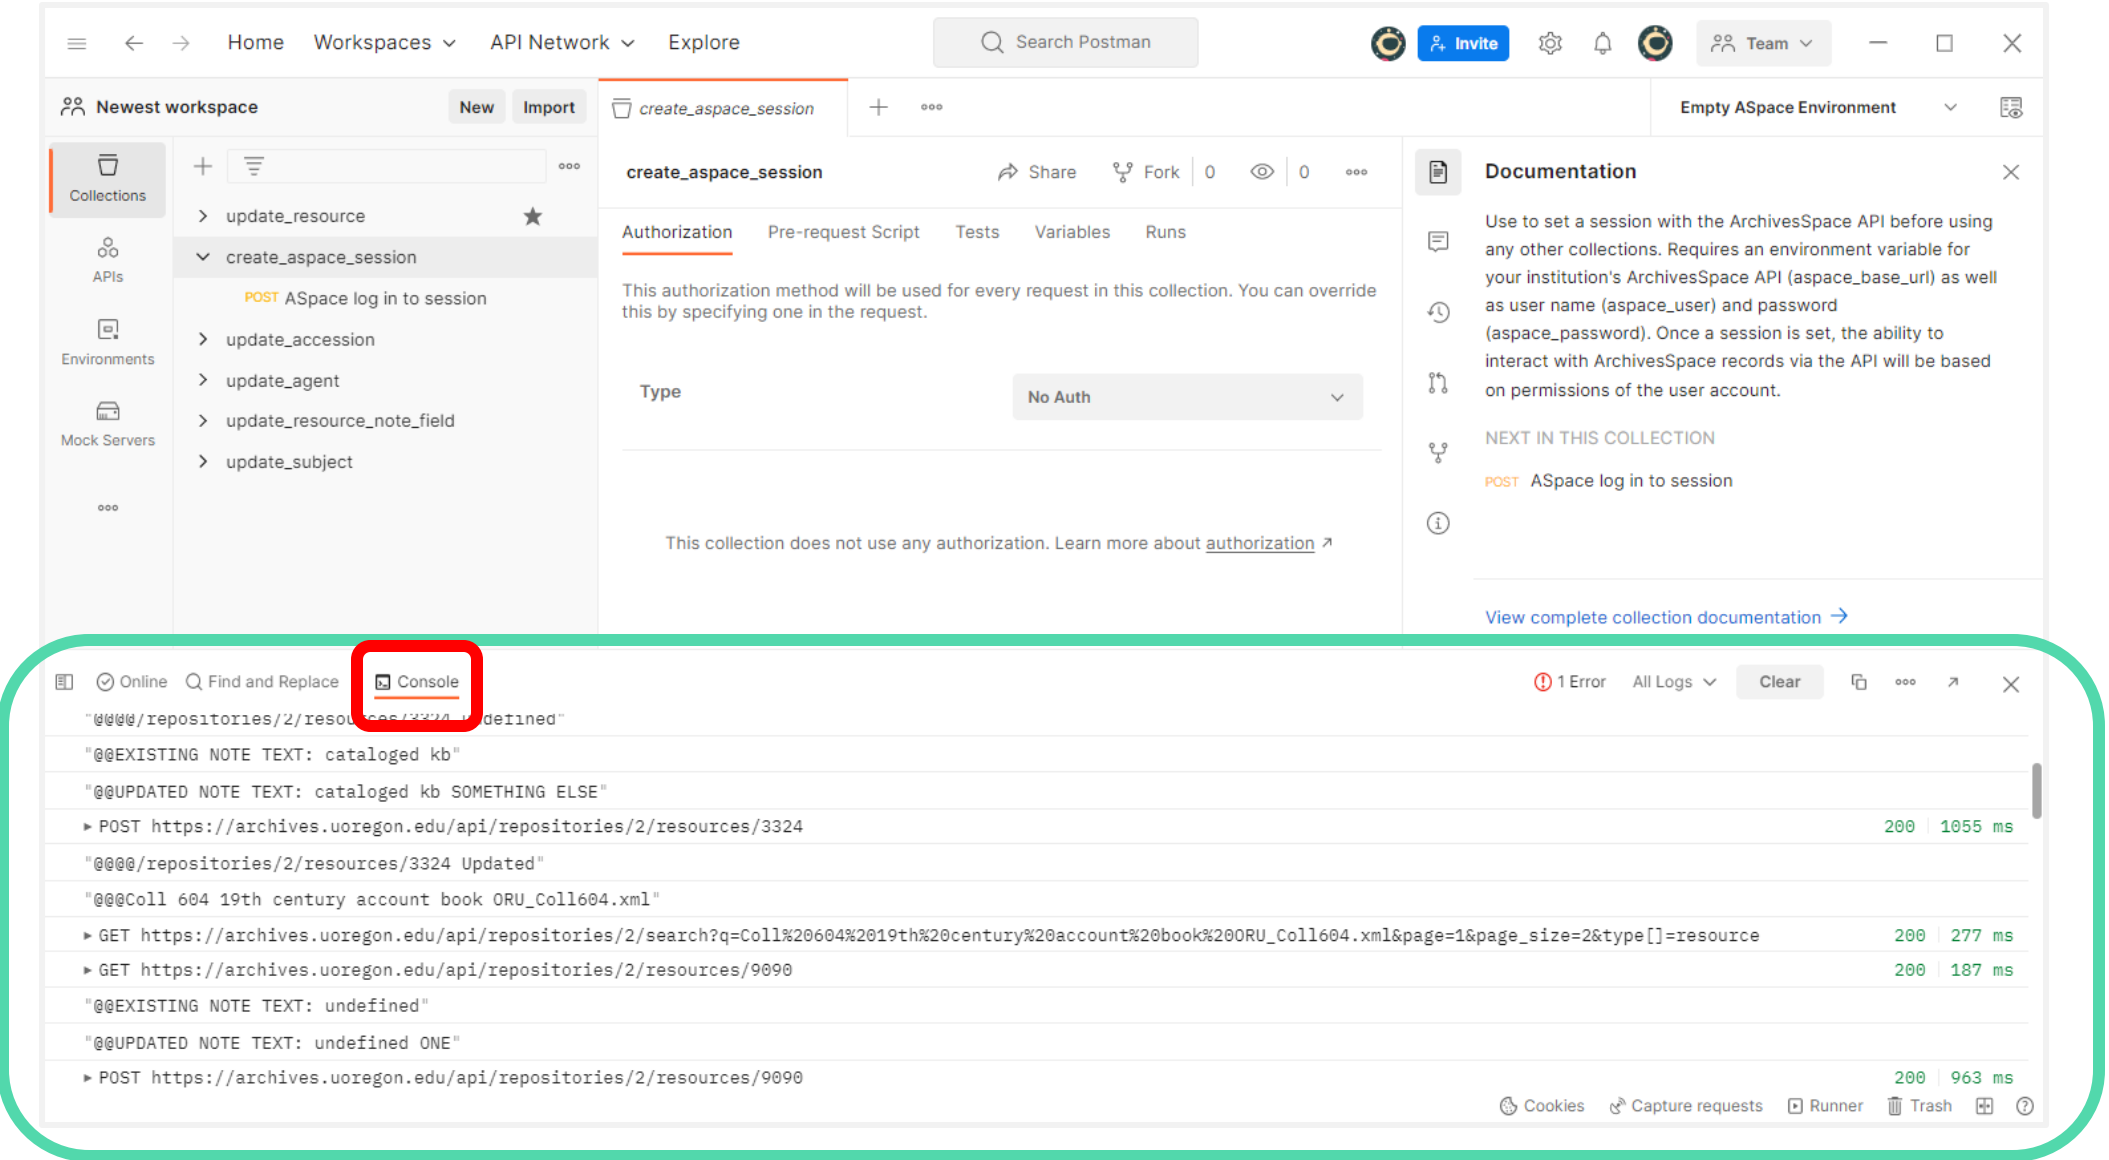 Home Workspaces API Network Explore Search Postman Invite Team
Newest workspace New Import create_aspace_session Empty ASpace Environment
Collections
APIs
Environments
Mock Servers
update_resource
create_aspace_session
POST ASpace log in to session
update_accession
update_agent
update_resource_note_field
update_subject
create_aspace_session Share Fork 0 0
Authorization Pre-request Script Tests Variables Runs
This authorization method will be used for every request in this collection. You can override
this by specifying one in the request.
Type No Auth
This collection does not use any authorization. Learn more about authorization
Documentation
Use to set a session with the ArchivesSpace API before using
any other collections. Requires an environment variable for
your institution's ArchivesSpace API (aspace_base_url) as well
as user name (aspace_user) and password
(aspace_password). Once a session is set, the ability to
interact with ArchivesSpace records via the API will be based
on permissions of the user account.
NEXT IN THIS COLLECTION
POST ASpace log in to session
View complete collection documentation
Online Find and Replace Console 1 Error All Logs Clear
"@@@@/repositories/2/resources/3324 undefined"
"@@EXISTING NOTE TEXT: cataloged kb"
"@@UPDATED NOTE TEXT: cataloged kb SOMETHING ELSE"
POST https://archives.uoregon.edu/api/repositories/2/resources/3324 200 1055 ms
"@@@@/repositories/2/resources/3324 Updated"
"@@@Coll 604 19th century account book ORU_Coll604.xml"
GET https://archives.uoregon.edu/api/repositories/2/search?q=Coll%20604%2019th%20century%20account%20book%20ORU_Coll604.xml&page=1&page_size=2&type[]=resource 200 277 ms
GET https://archives.uoregon.edu/api/repositories/2/resources/9090 200 187 ms
"@@EXISTING NOTE TEXT: undefined"
"@@UPDATED NOTE TEXT: undefined ONE"
POST https://archives.uoregon.edu/api/repositories/2/resources/9090 200 963 ms
Cookies Capture requests Runner Trash